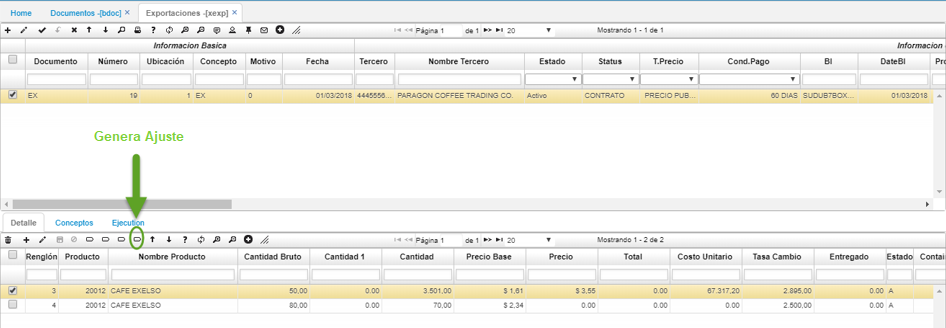 Home Documentos -[bdoc] × Exportaciones -[xexp] ×
Página 1 de 1 20 Mostrando 1 - 1 de 1
Informacion Basica Informacion
Documento Número Ubicación Concepto Motivo Fecha Tercero Nombre Tercero Estado Status T.Precio Cond.Pago BI DateBI Pro
EX 19 1 EX 0 01/03/2018 4445556... PARAGON COFFEE TRADING CO. Activo CONTRATO PRECIO PUB... 60 DIAS SUDUB7BOX... 01/03/2018
Genera Ajuste
Detalle Conceptos Ejecution
Página 1 de 1 20 Mostrando 1 - 2 de 2
Renglón Producto Nombre Producto Cantidad Bruto Cantidad 1 Cantidad Precio Base Precio Total Costo Unitario Tasa Cambio Entregado Estado Contai
3 20012 CAFE EXELSO 50,00 0.00 3.501,00 $ 1,61 $ 3,55 0.00 67.317,20 2.895,00 0.00 A
4 20012 CAFE EXELSO 80,00 0.00 70,00 $ 2,34 0.00 0.00 2.500,00 0.00 A